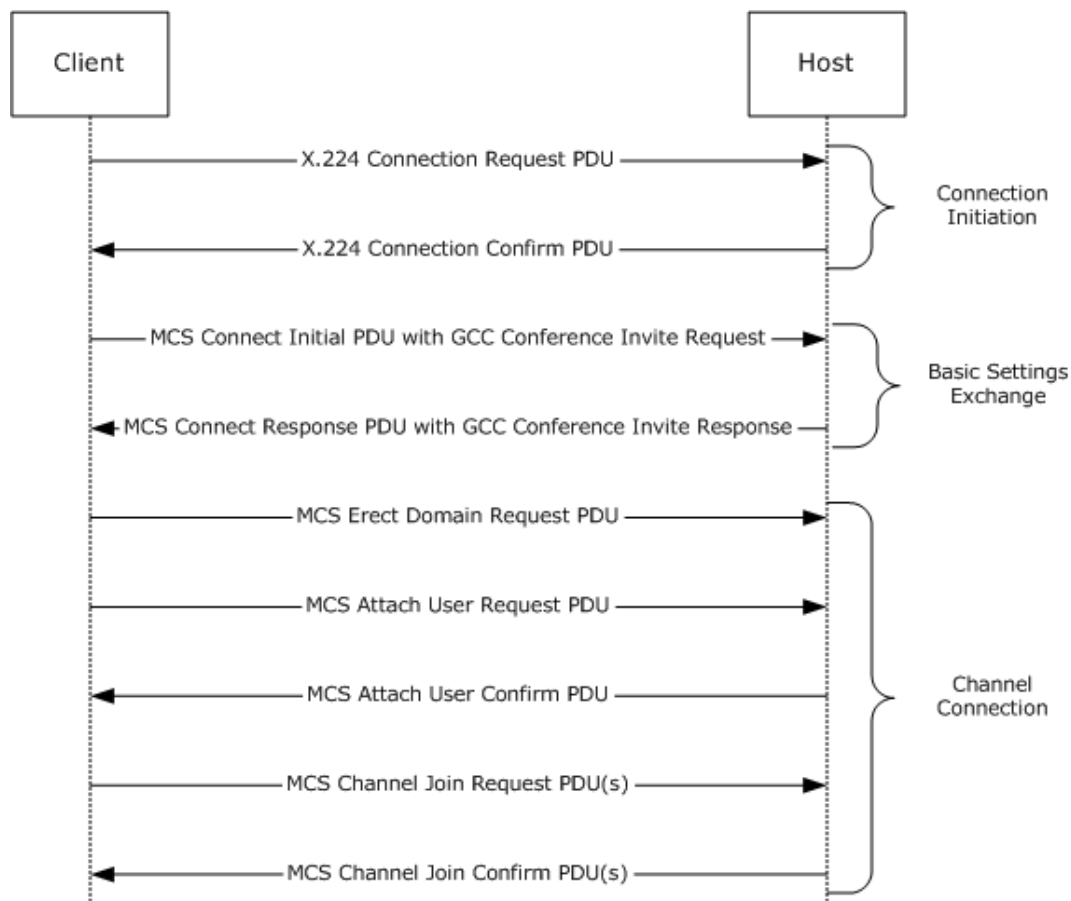 Client
Host
X.224 Connection Request PDU
Connection
Initiation
X.224 Connection Confirm PDU
MCS Connect Initial PDU with GCC Conference Invite Request
Basic Settings
Exchange
MCS Connect Response PDU with GCC Conference Invite Response
MCS Erect Domain Request PDU
MCS Attach User Request PDU
MCS Attach User Confirm PDU
Channel
Connection
MCS Channel Join Request PDU(s)
MCS Channel Join Confirm PDU(s)